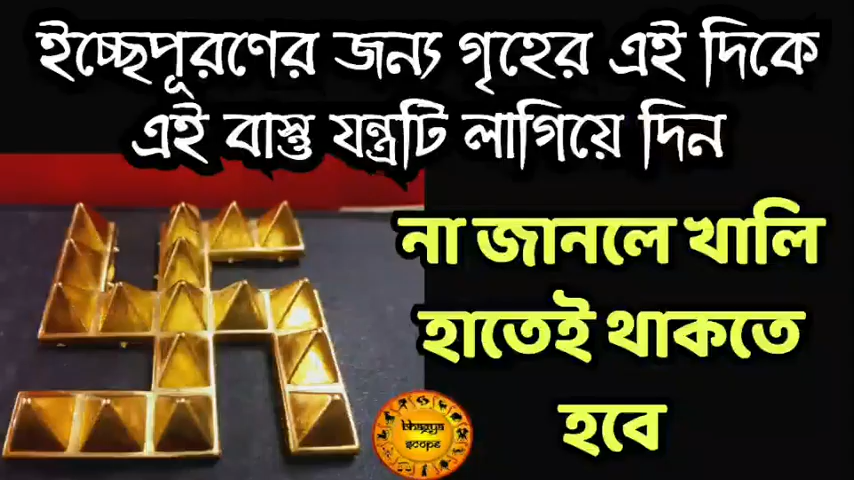 ইচ্ছেপূরণের জন্য গৃহের এই দিকে
এই বাস্তু যন্ত্রটি লাগিয়ে দিন
না জানলে খালি
হাতেই থাকতে
হবে
bhagya
scope